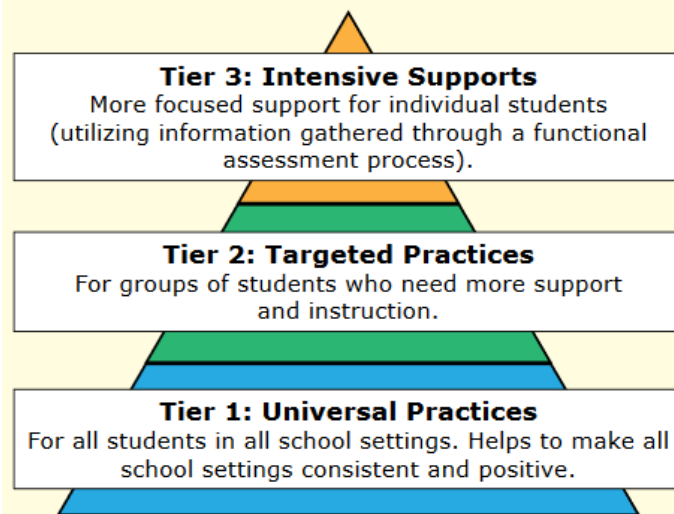 Tier 3: Intensive Supports
More focused support for individual students
(utilizing information gathered through a functional
assessment process).
Tier 2: Targeted Practices
For groups of students who need more support
and instruction.
Tier 1: Universal Practices
For all students in all school settings. Helps to make all
school settings consistent and positive.